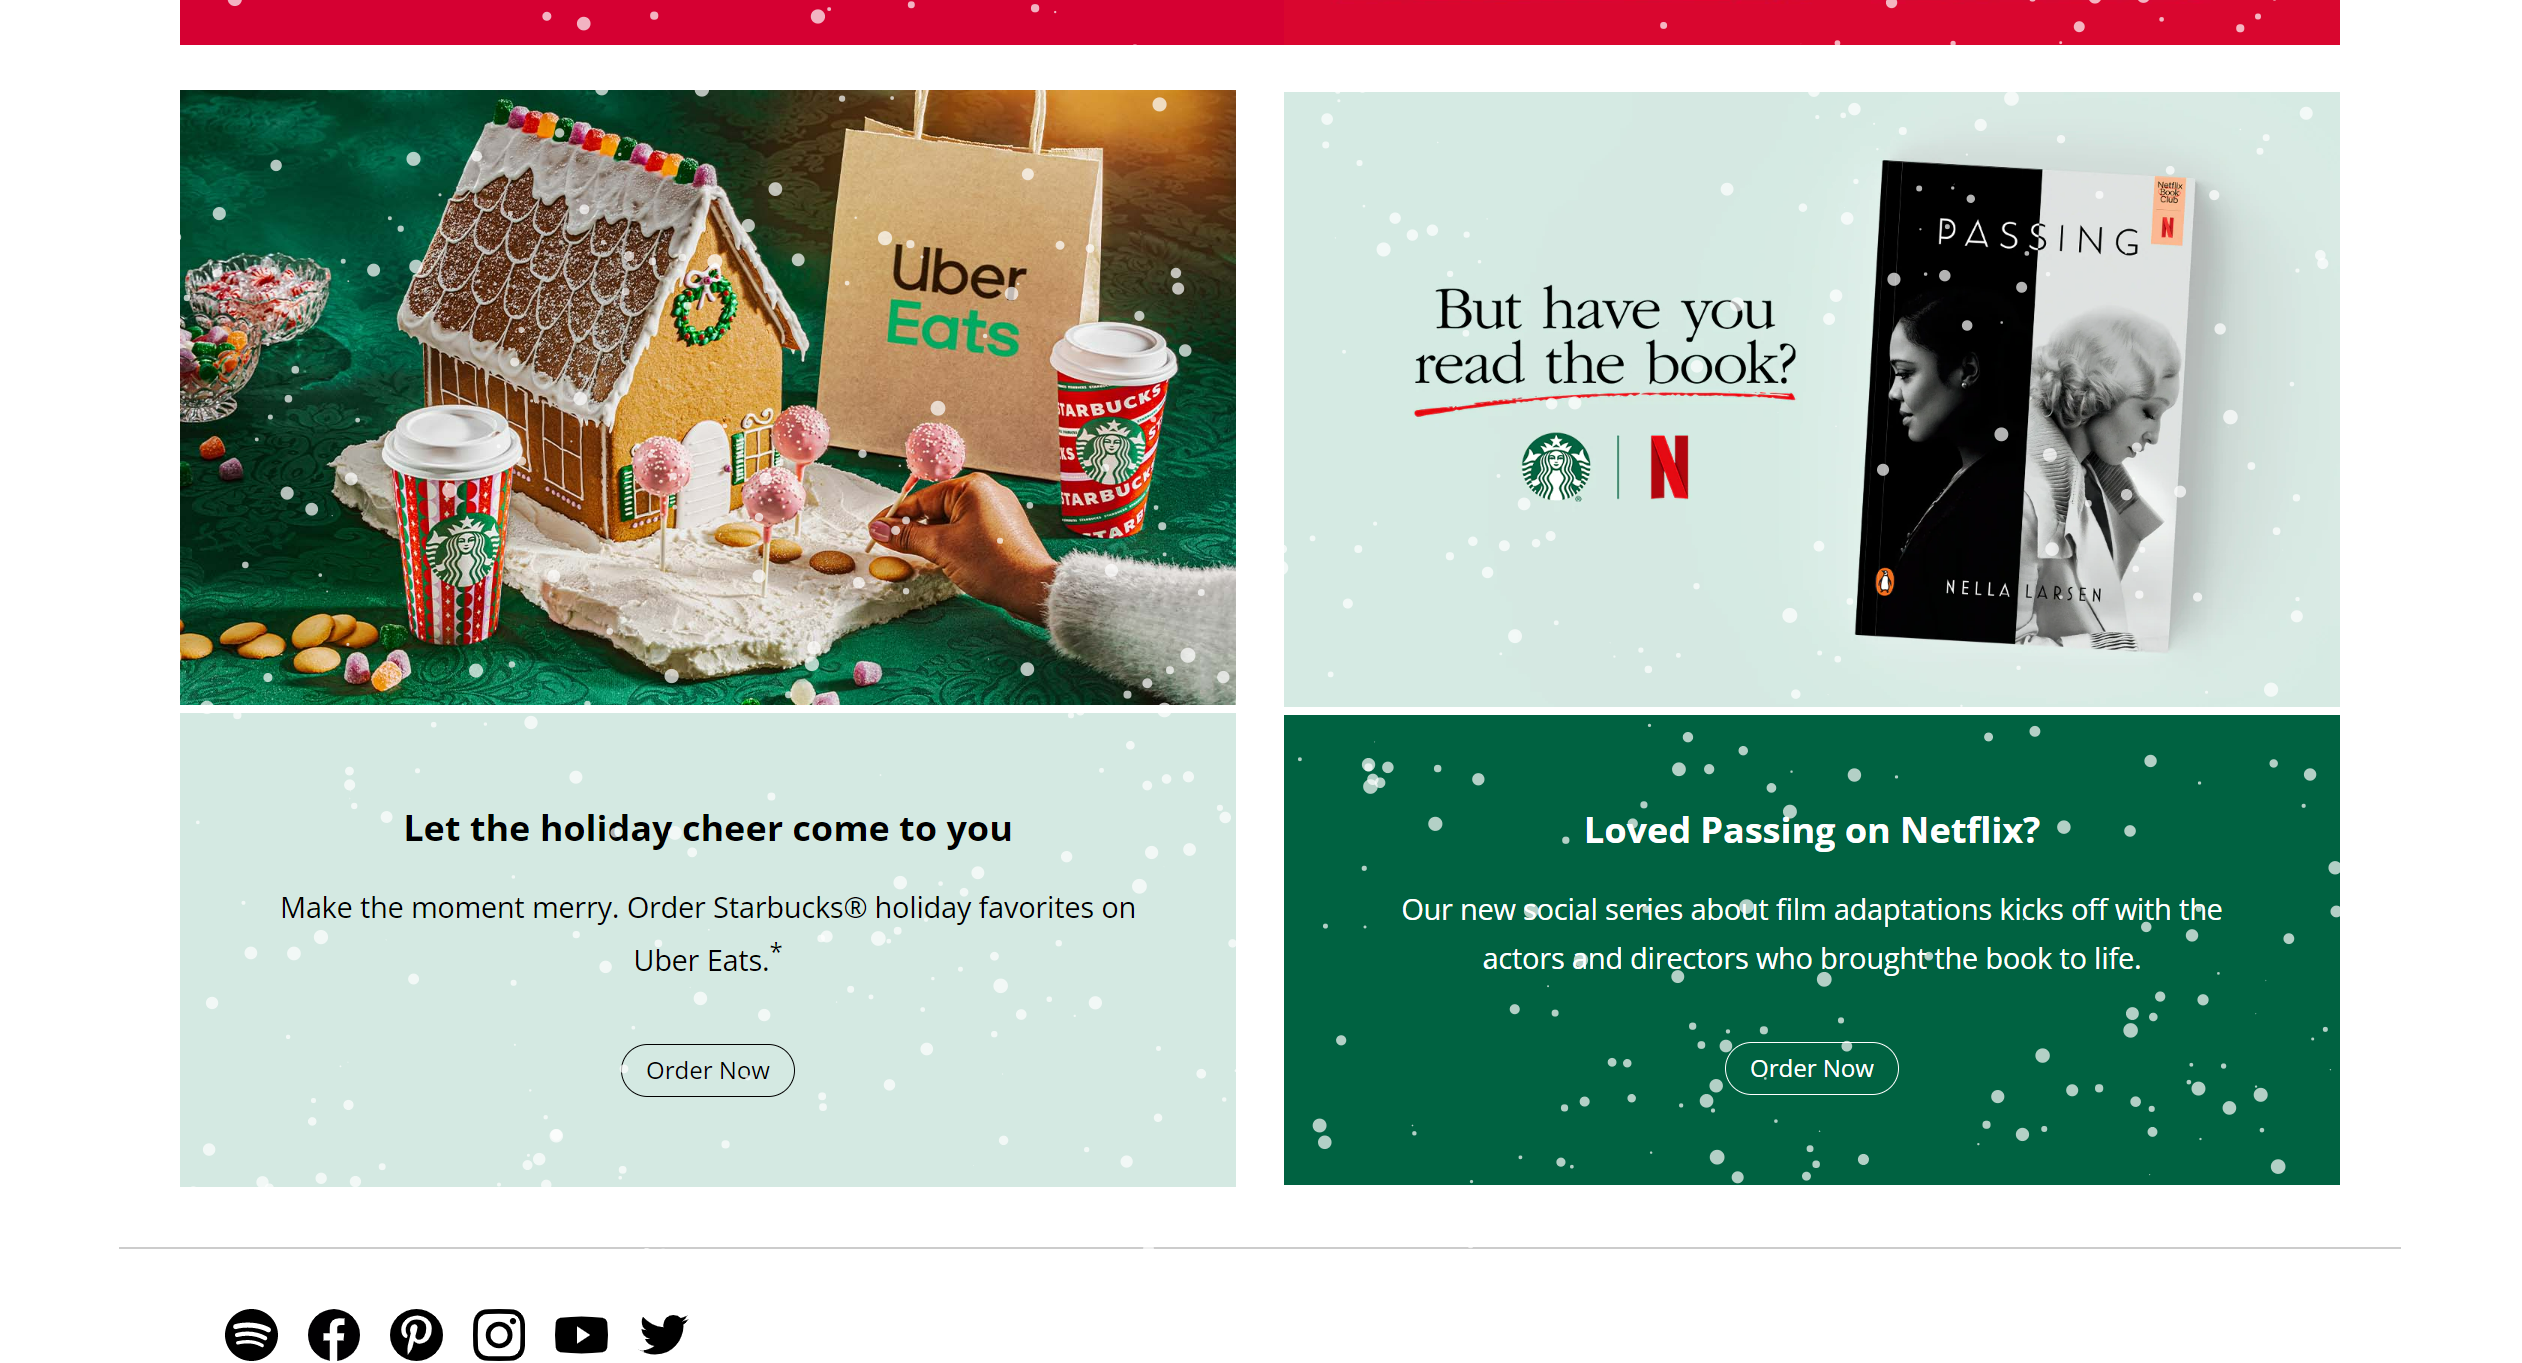 Uber
Eats
STARBUCKS
STARBUCKS
STARB
But have you
read the book?
N
PASSING
Netflix
Book
Club
N
NELLA LARSEN
Let the holiday cheer come to you
Make the moment merry. Order Starbucks® holiday favorites on
Uber Eats.*
Order Now
Loved Passing on Netflix?
Our new social series about film adaptations kicks off with the
actors and directors who brought the book to life.
Order Now